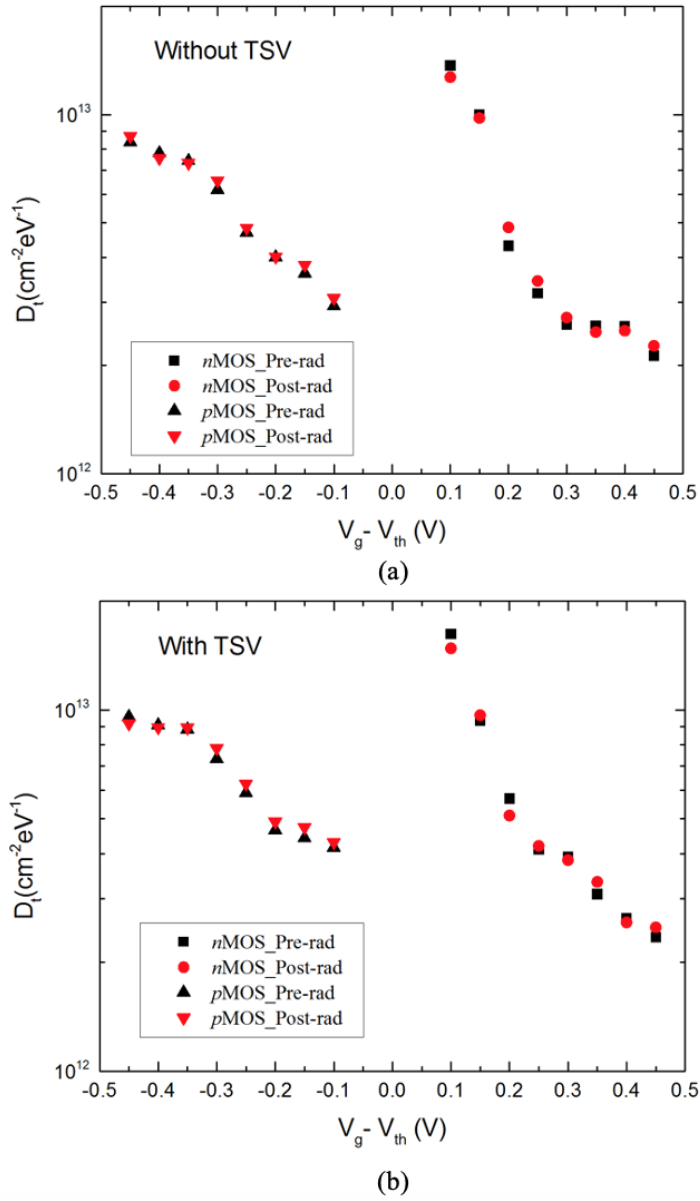 Without TSV
10^13
10^12
D_t(cm^-2eV^-1)
nMOS_Pre-rad
nMOS_Post-rad
pMOS_Pre-rad
pMOS_Post-rad
-0.5 -0.4 -0.3 -0.2 -0.1 0.0 0.1 0.2 0.3 0.4 0.5
V_g- V_th (V)
(a)
With TSV
10^13
10^12
D_t(cm^-2eV^-1)
nMOS_Pre-rad
nMOS_Post-rad
pMOS_Pre-rad
pMOS_Post-rad
-0.5 -0.4 -0.3 -0.2 -0.1 0.0 0.1 0.2 0.3 0.4 0.5
V_g- V_th (V)
(b)